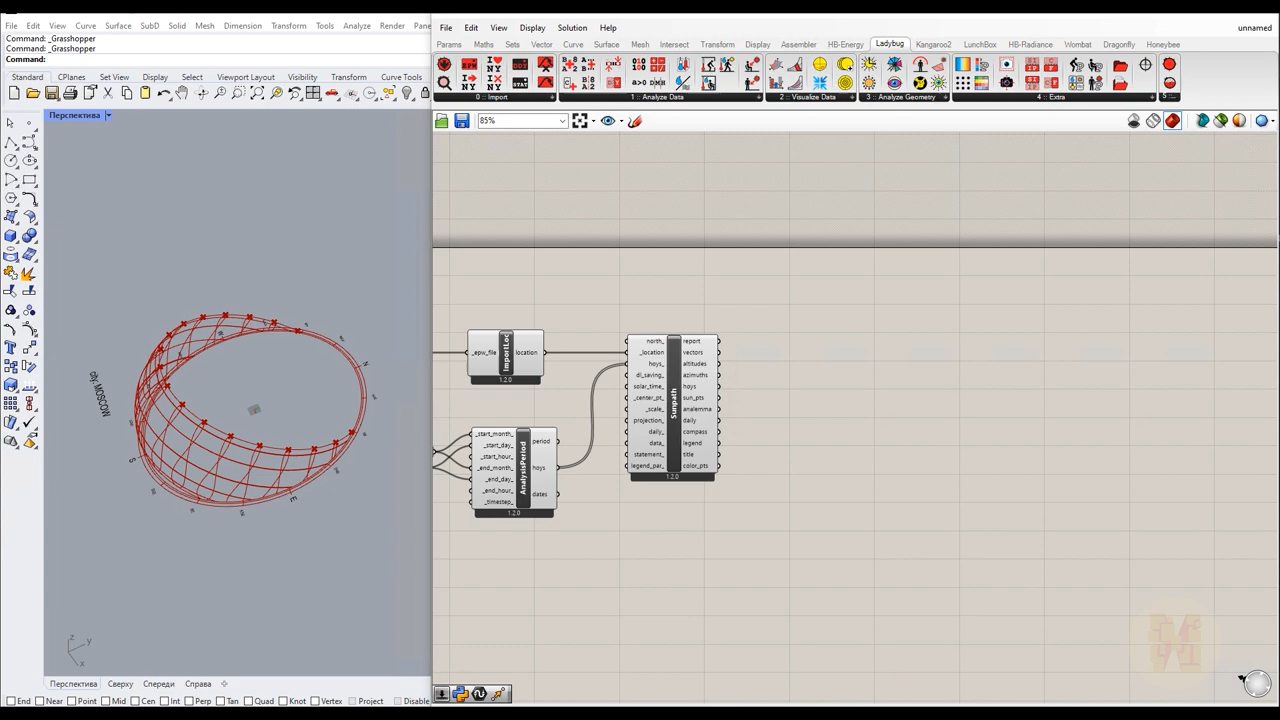 File Edit View Curve Surface SubD Solid Mesh Dimension Transform Tools Analyze Render Pane
Command: _Grasshopper
Command: _Grasshopper
Command:
Standard CPlanes Set View Display Select Viewport Layout Visibility Transform Curve Tools
Перспектива
city: MOSCOW
N
S
E
z y
x
Перспектива Сверху Спереди Справа
End Near Point Mid Cen Int Perp Tan Quad Knot Vertex Project Disable
File Edit View Display Solution Help
unnamed
Params Maths Sets Vector Curve Surface Mesh Intersect Transform Display Assembler HB-Energy Ladybug Kangaroo2 LunchBox HB-Radiance Wombat Dragonfly Honeybee
0 :: Import 1 :: Analyze Data 2 :: Visualize Data 3 :: Analyze Geometry 4 :: Extra 5 ::
85%
_epw_file ImportLoc location
1.2.0
_start_month_
_start_day_
_start_hour_
_end_month_
_end_day_
_end_hour_
_timestep_
AnalysisPeriod
period
hoys
dates
1.2.0
north_
_location
hoys_
dl_saving_
solar_time_
_center_pt_
_scale_
projection_
daily_
data_
statement_
legend_par_
Sunpath
report
vectors
altitudes
azimuths
hoys
sun_pts
analemma
daily
compass
legend
title
color_pts
1.2.0